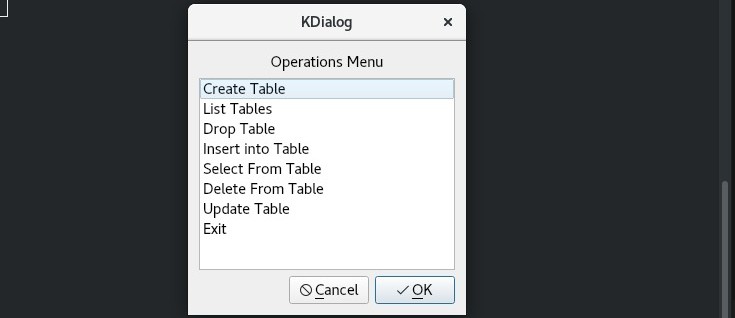 KDialog
Operations Menu
Create Table
List Tables
Drop Table
Insert into Table
Select From Table
Delete From Table
Update Table
Exit
Cancel OK